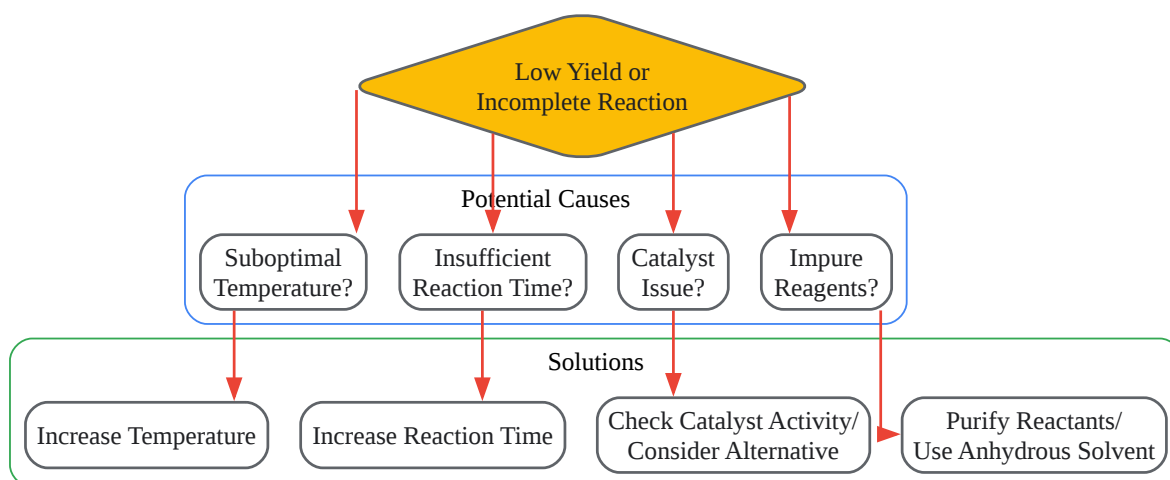 Low Yield or
Incomplete Reaction
Potential Causes
Suboptimal
Temperature?
Insufficient
Reaction Time?
Catalyst
Issue?
Impure
Reagents?
Solutions
Increase Temperature
Increase Reaction Time
Check Catalyst Activity/
Consider Alternative
Purify Reactants/
Use Anhydrous Solvent